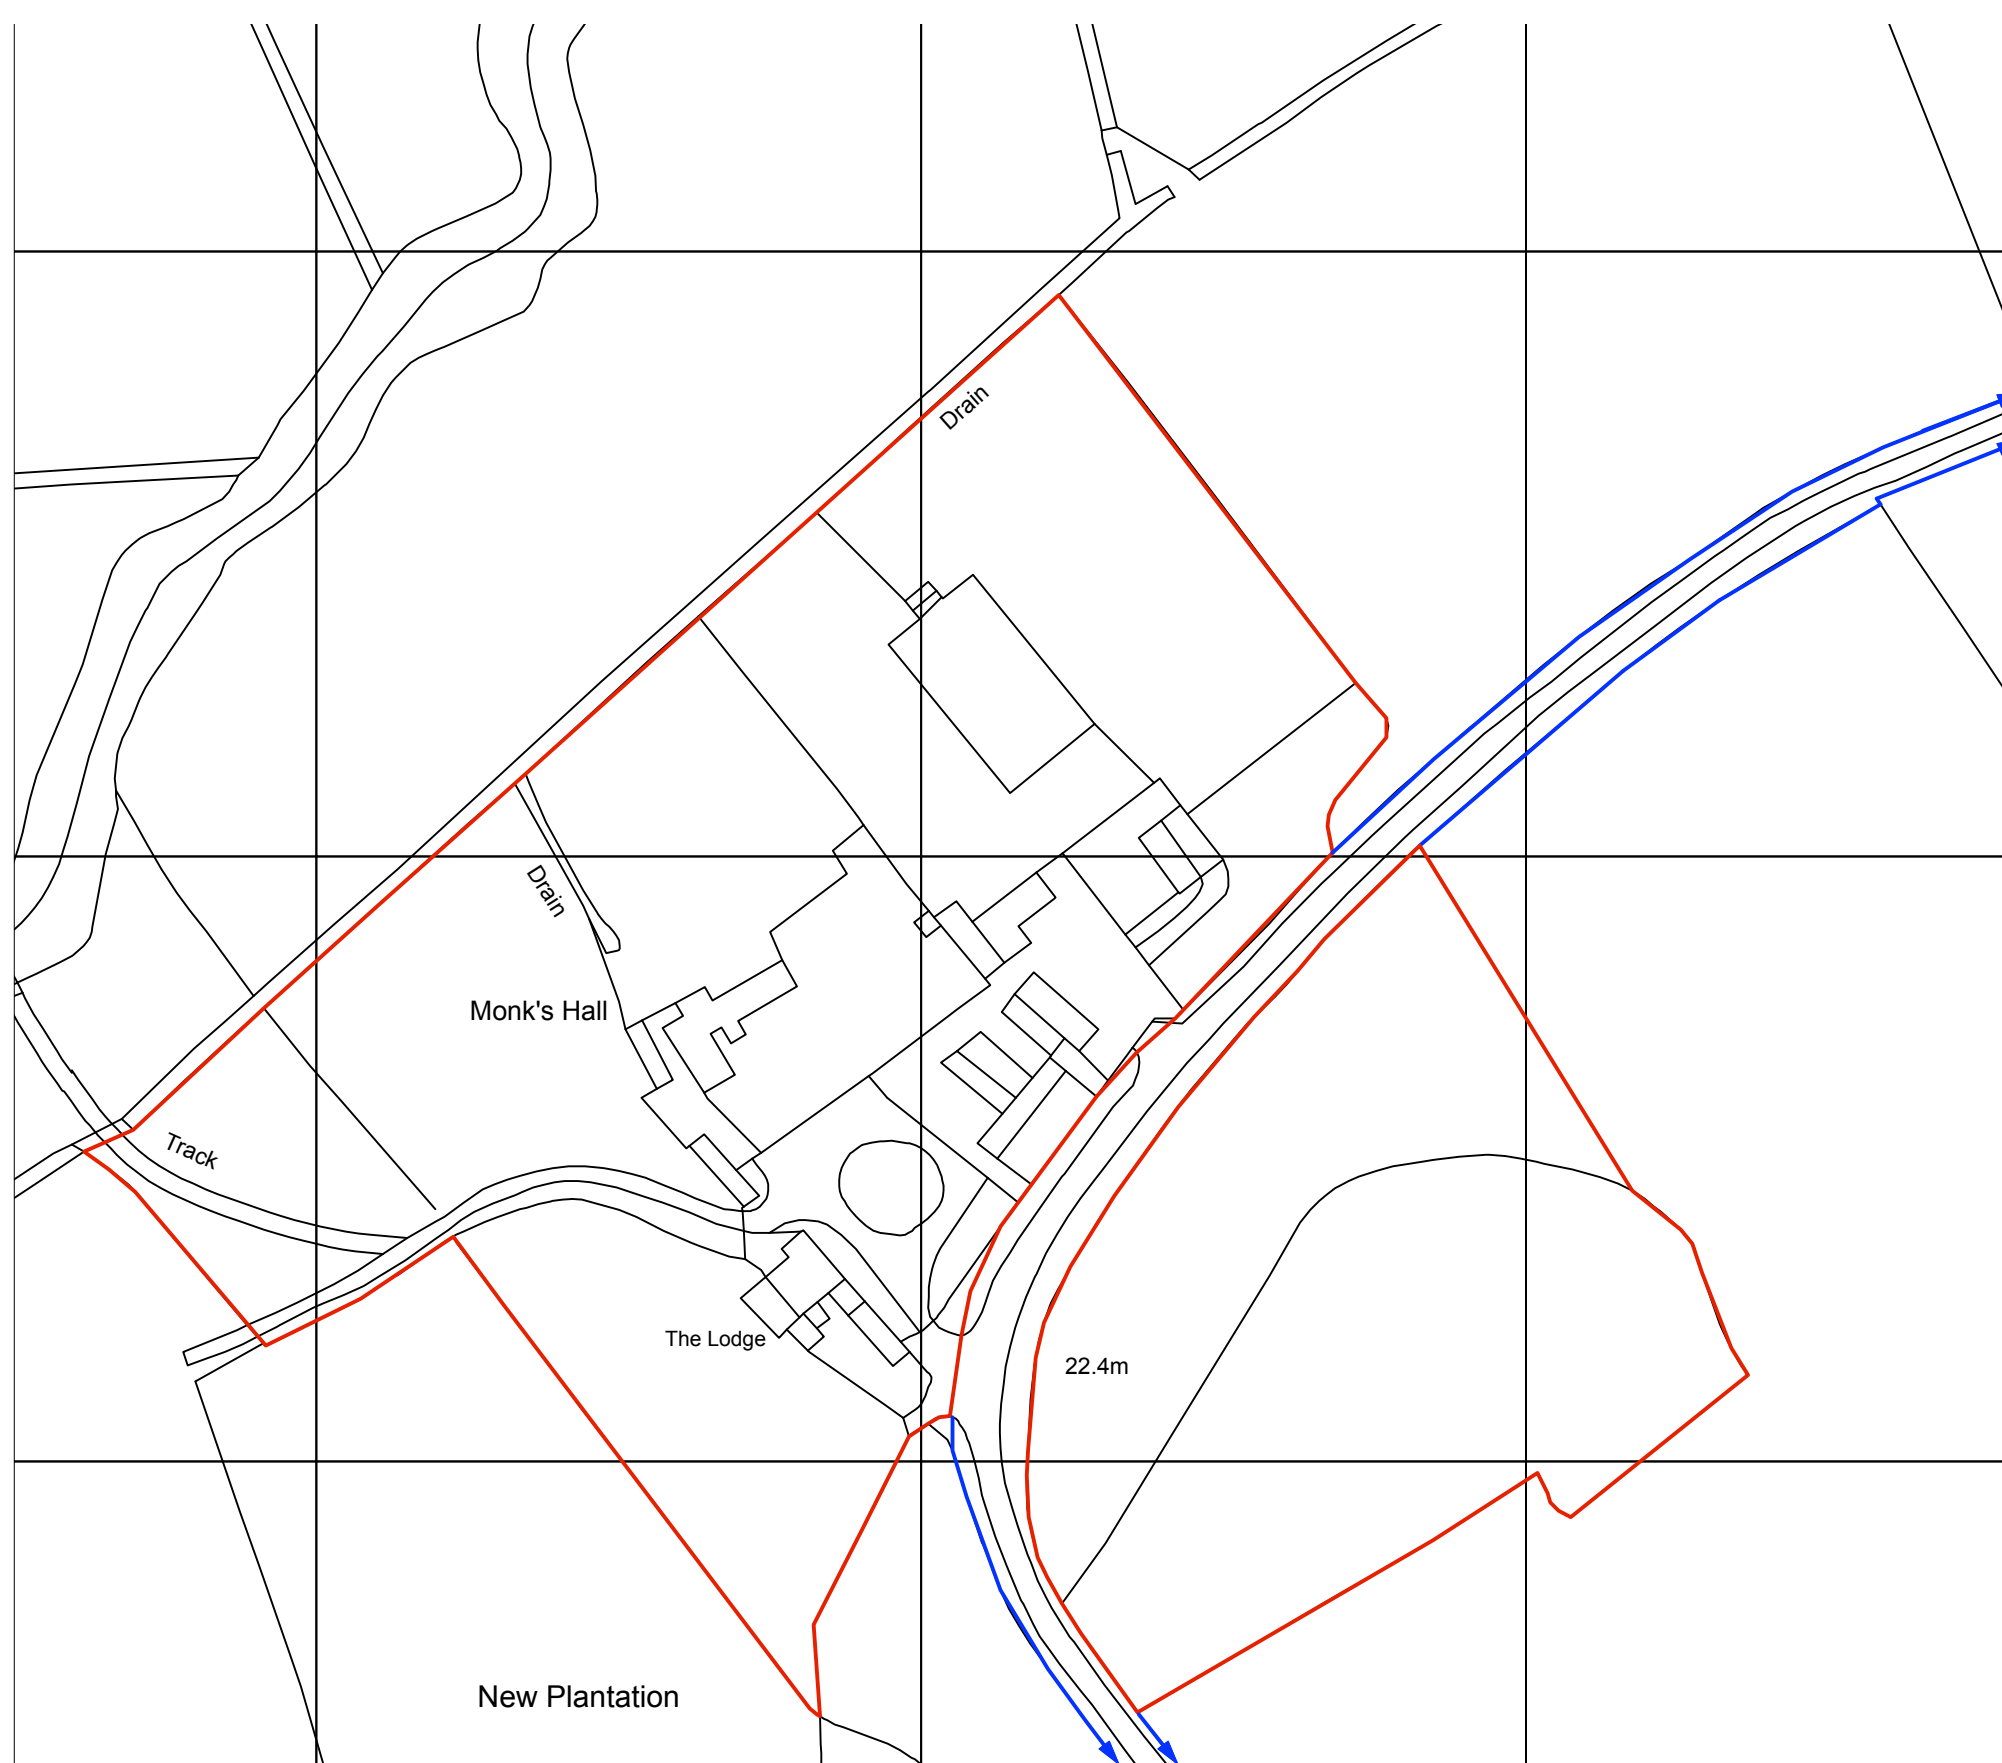 Drain
Drain
Monk's Hall
Track
The Lodge
22.4m
New Plantation